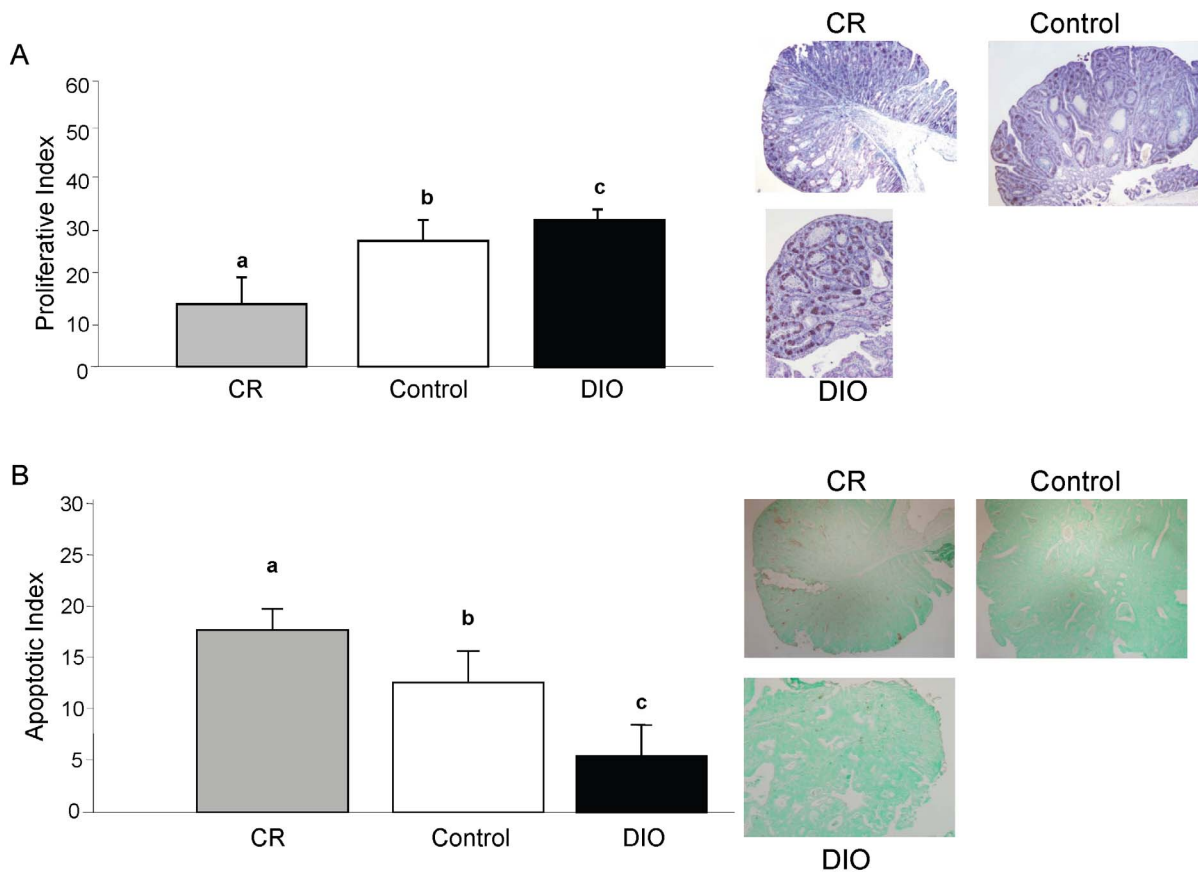 A
Proliferative Index
60
50
40
30
20
10
0
a
b
c
CR
Control
DIO
CR
Control
DIO
B
Apoptotic Index
30
25
20
15
10
5
0
a
b
c
CR
Control
DIO
CR
Control
DIO